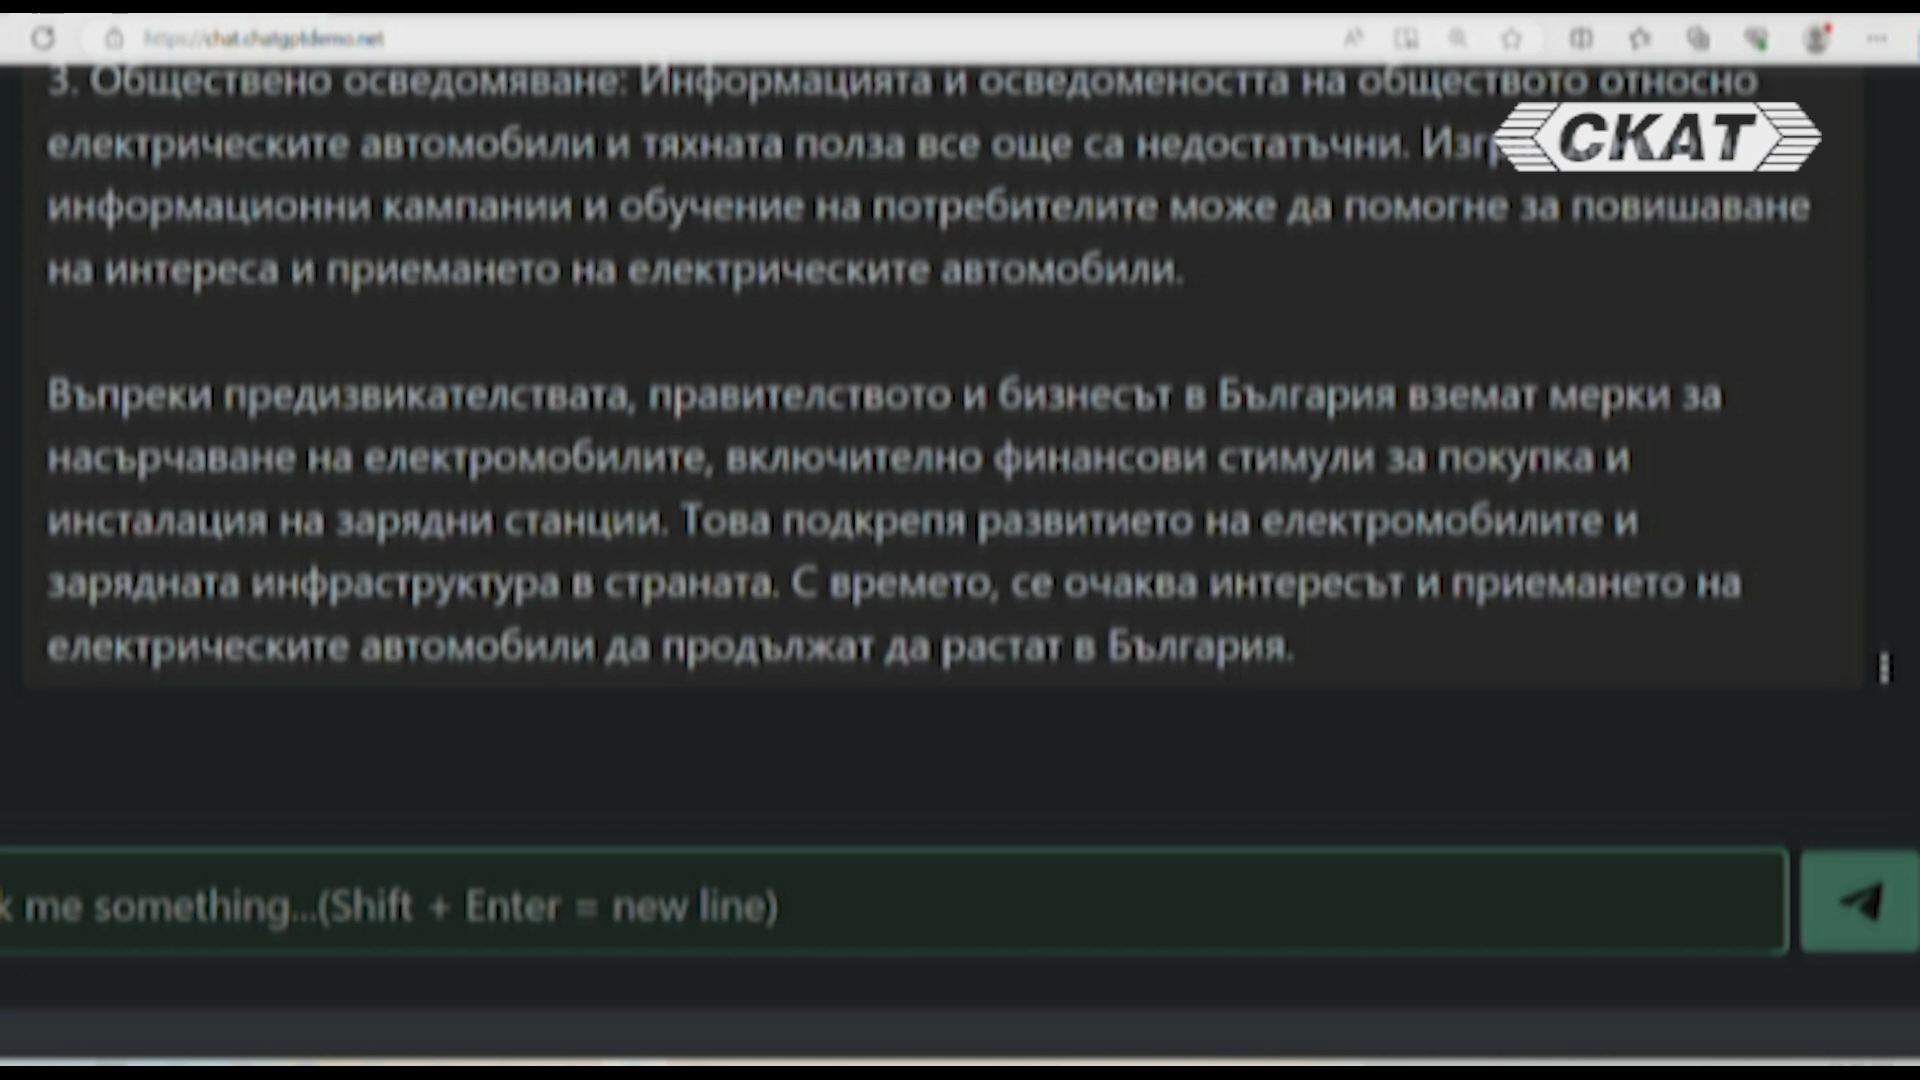 https://chat.chatgptdemo.net
3. Обществено осведомяване: Информацията и осведомеността на обществото относно
електрическите автомобили и тяхната полза все още са недостатъчни.
СКАТ
информационни кампании и обучение на потребителите може да помогне за повишаване
на интереса и приемането на електрическите автомобили.
Въпреки предизвикателствата, правителството и бизнесът в България вземат мерки за
насърчаване на електромобилите, включително финансови стимули за покупка и
инсталация на зарядни станции. Това подкрепя развитието на електромобилите и
зарядната инфраструктура в страната. С времето, се очаква интересът и приемането на
електрическите автомобили да продължат да растат в България.
k me something...(Shift + Enter = new line)